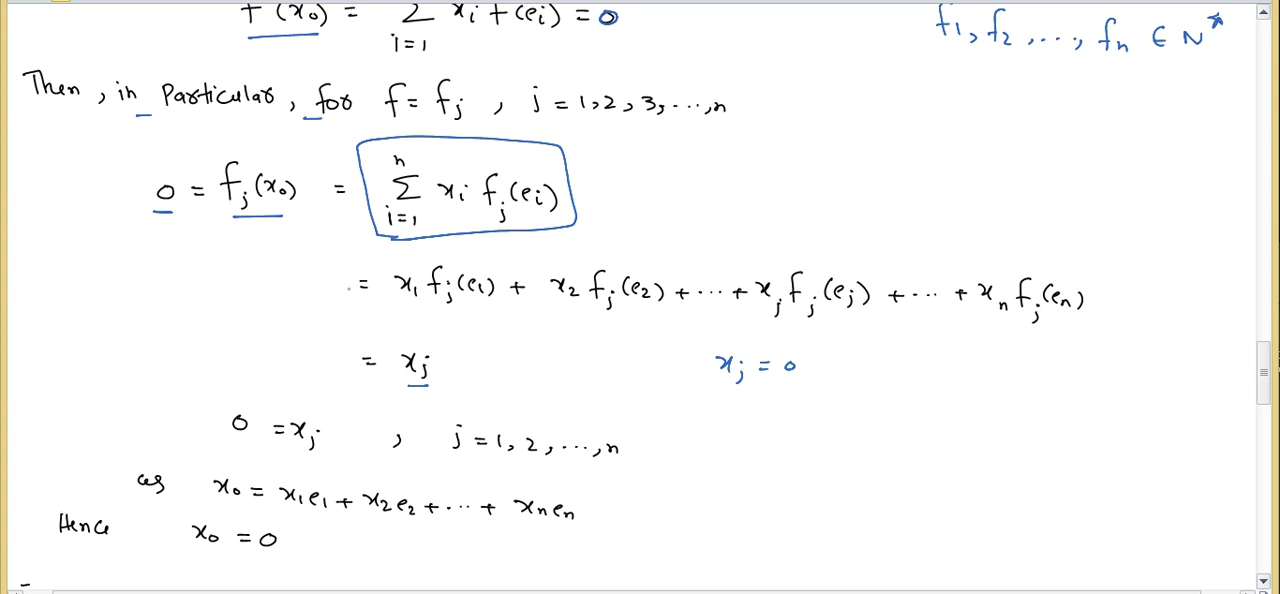 f(x₀) = Σ i=1 xᵢ f(eᵢ) = 0
f₁, f₂, ..., fₙ ∈ N*
Then, in Particular, for f = fⱼ , j = 1, 2, 3, ..., n
0 = fⱼ(x₀) = Σ n i=1 xᵢ fⱼ(eᵢ)
= x₁ fⱼ(e₁) + x₂ fⱼ(e₂) + ... + xⱼ fⱼ(eⱼ) + ... + xₙ fⱼ(eₙ)
= xⱼ
xⱼ = 0
0 = xⱼ , j = 1, 2, ..., n
as x₀ = x₁e₁ + x₂e₂ + ... + xₙeₙ
Hence x₀ = 0